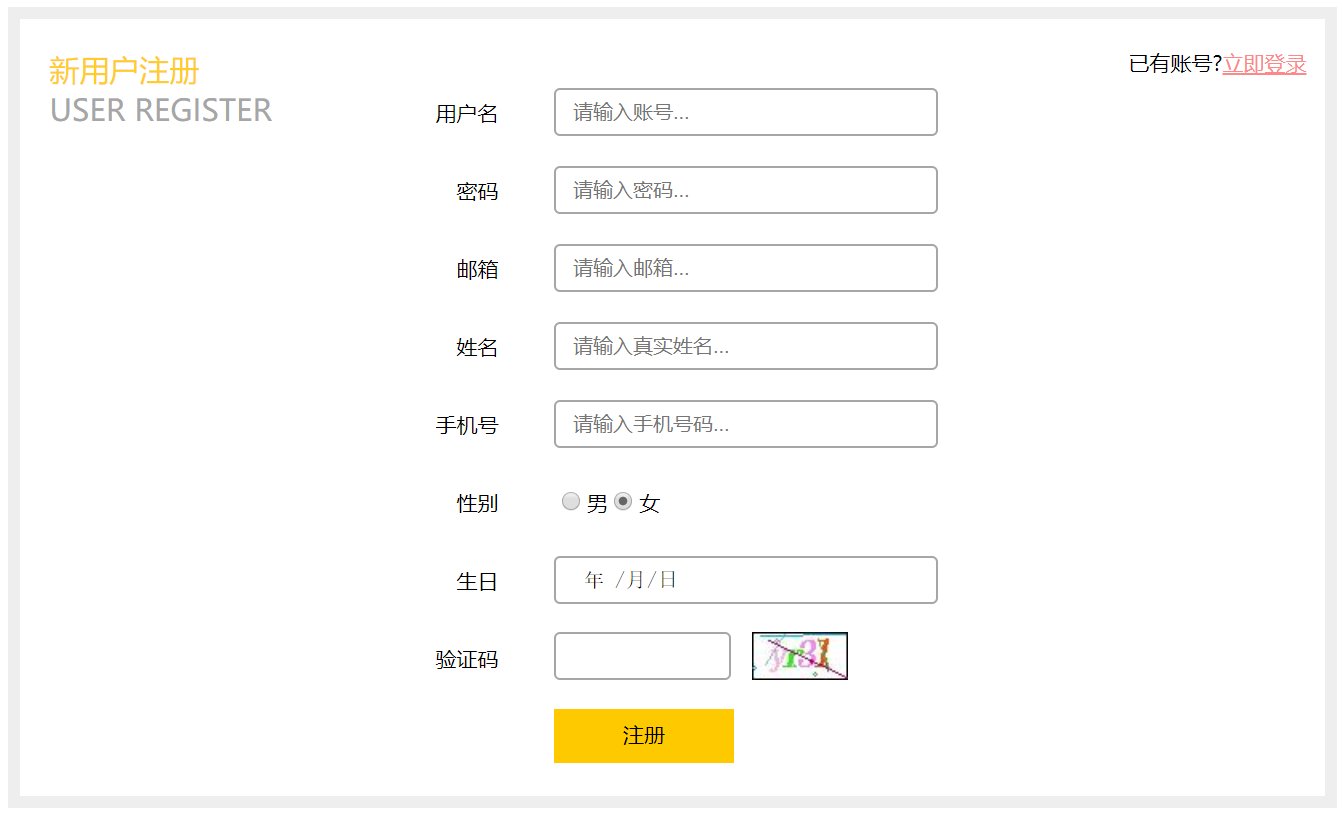 新用户注册
USER REGISTER
已有账号?立即登录
用户名 请输入账号...
密码 请输入密码...
邮箱 请输入邮箱...
姓名 请输入真实姓名...
手机号 请输入手机号码...
性别 男 女
生日 年 /月/日
验证码 yr31
注册